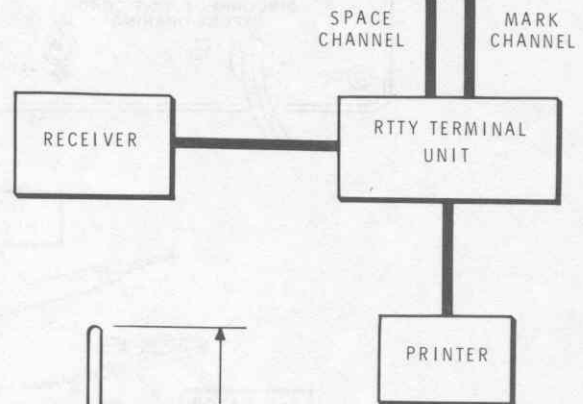 SPACE
CHANNEL
MARK
CHANNEL
RECEIVER
RTTY TERMINAL
UNIT
PRINTER